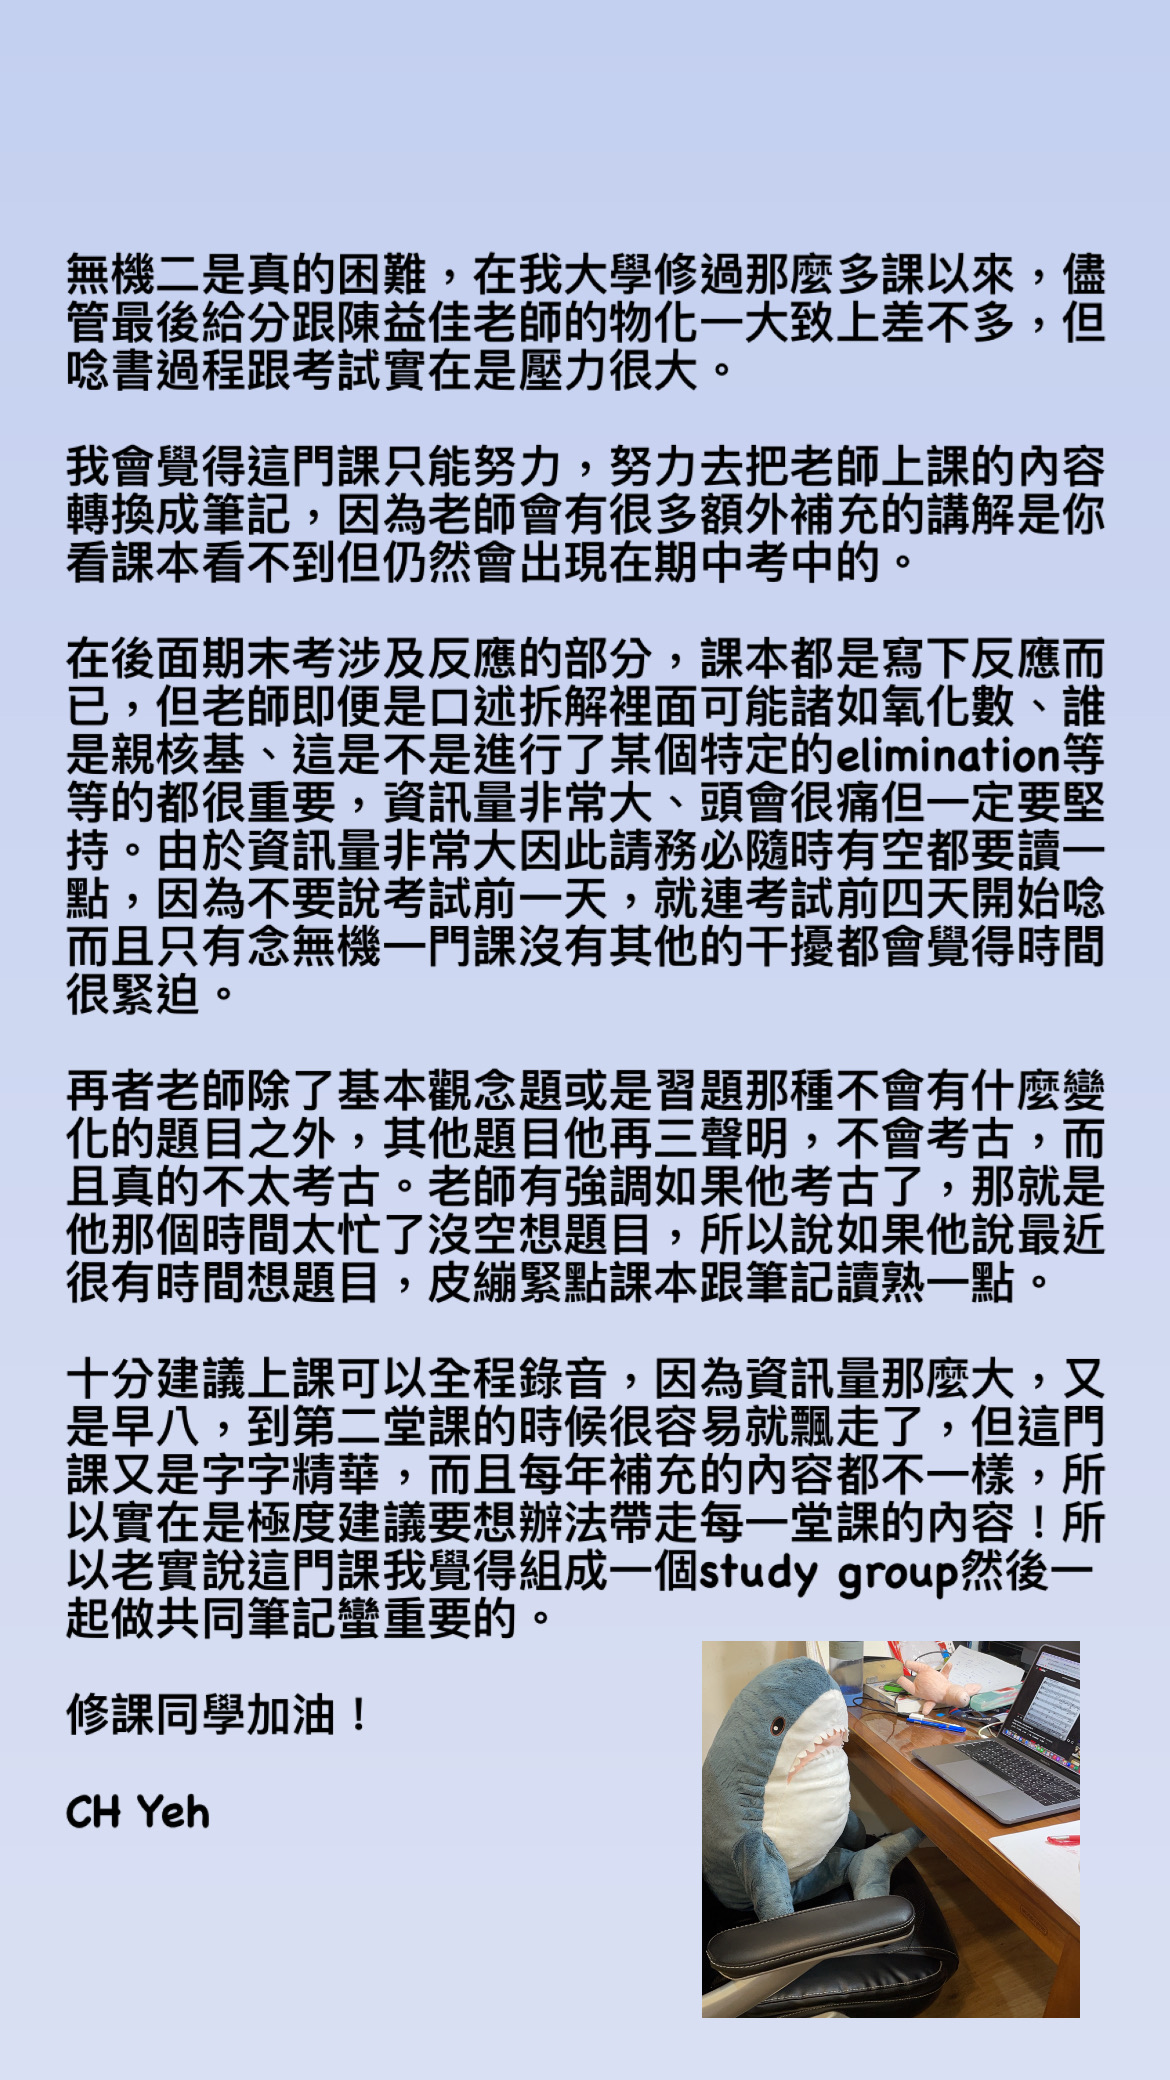 無機二是真的困難，在我大學修過那麼多課以來，儘
管最後給分跟陳益佳老師的物化一大致上差不多，但
唸書過程跟考試實在是壓力很大。
我會覺得這門課只能努力，努力去把老師上課的內容
轉換成筆記，因為老師會有很多額外補充的講解是你
看課本看不到但仍然會出現在期中考中的。
在後面期末考涉及反應的部分，課本都是寫下反應而
已，但老師即便是口述拆解裡面可能諸如氧化數、誰
是親核基、這是不是進行了某個特定的elimination等
等的都很重要，資訊量非常大、頭會很痛但一定要堅
持。由於資訊量非常大因此請務必隨時有空都要讀一
點，因為不要說考試前一天，就連考試前四天開始唸
而且只有念無機一門課沒有其他的干擾都會覺得時間
很緊迫。
再者老師除了基本觀念題或是習題那種不會有什麼變
化的題目之外，其他題目他再三聲明，不會考古，而
且真的不太考古。老師有強調如果他考古了，那就是
他那個時間太忙了沒空想題目，所以說如果他說最近
很有時間想題目，皮繃緊點課本跟筆記讀熟一點。
十分建議上課可以全程錄音，因為資訊量那麼大，又
是早八，到第二堂課的時候很容易就飄走了，但這門
課又是字字精華，而且每年補充的內容都不一樣，所
以實在是極度建議要想辦法帶走每一堂課的內容！所
以老實說這門課我覺得組成一個study group然後一
起做共同筆記蠻重要的。
修課同學加油！
CH Yeh